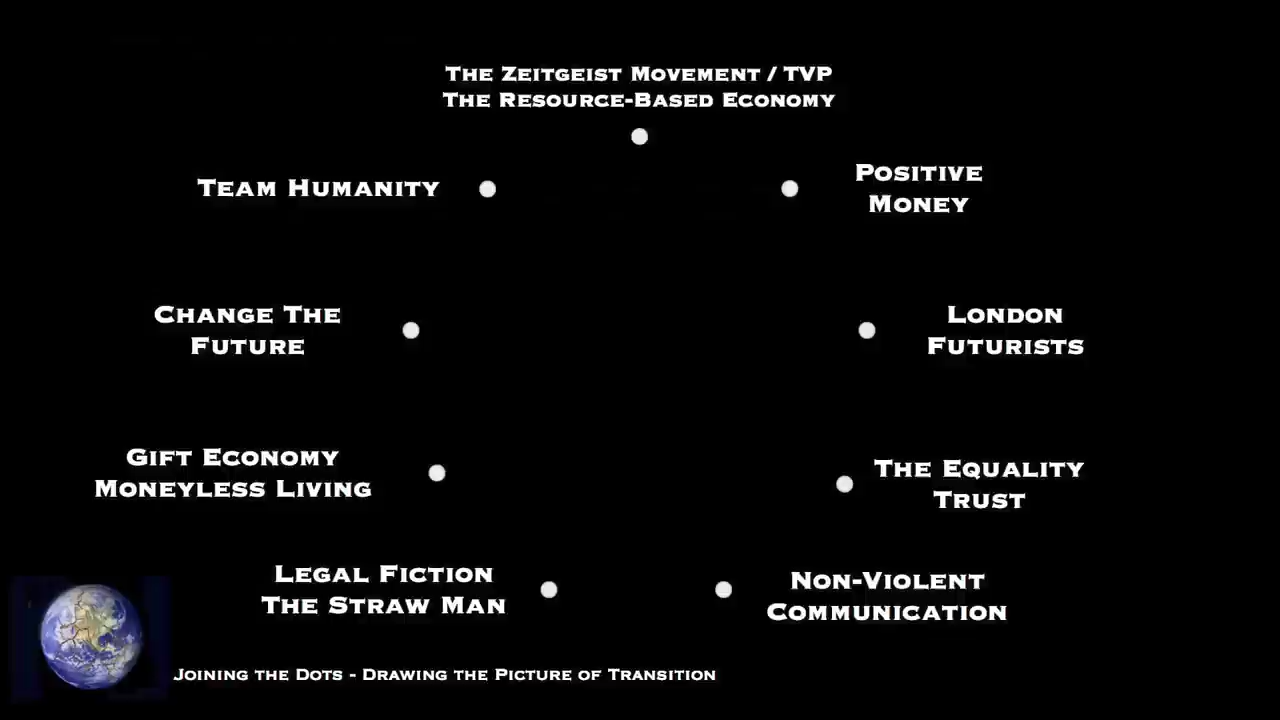 The Zeitgeist Movement / TVP
The Resource-Based Economy
Team Humanity
Positive
Money
Change The
Future
London
Futurists
Gift Economy
Moneyless Living
The Equality
Trust
Legal Fiction
The Straw Man
Non-Violent
Communication
Joining the Dots - Drawing the Picture of Transition